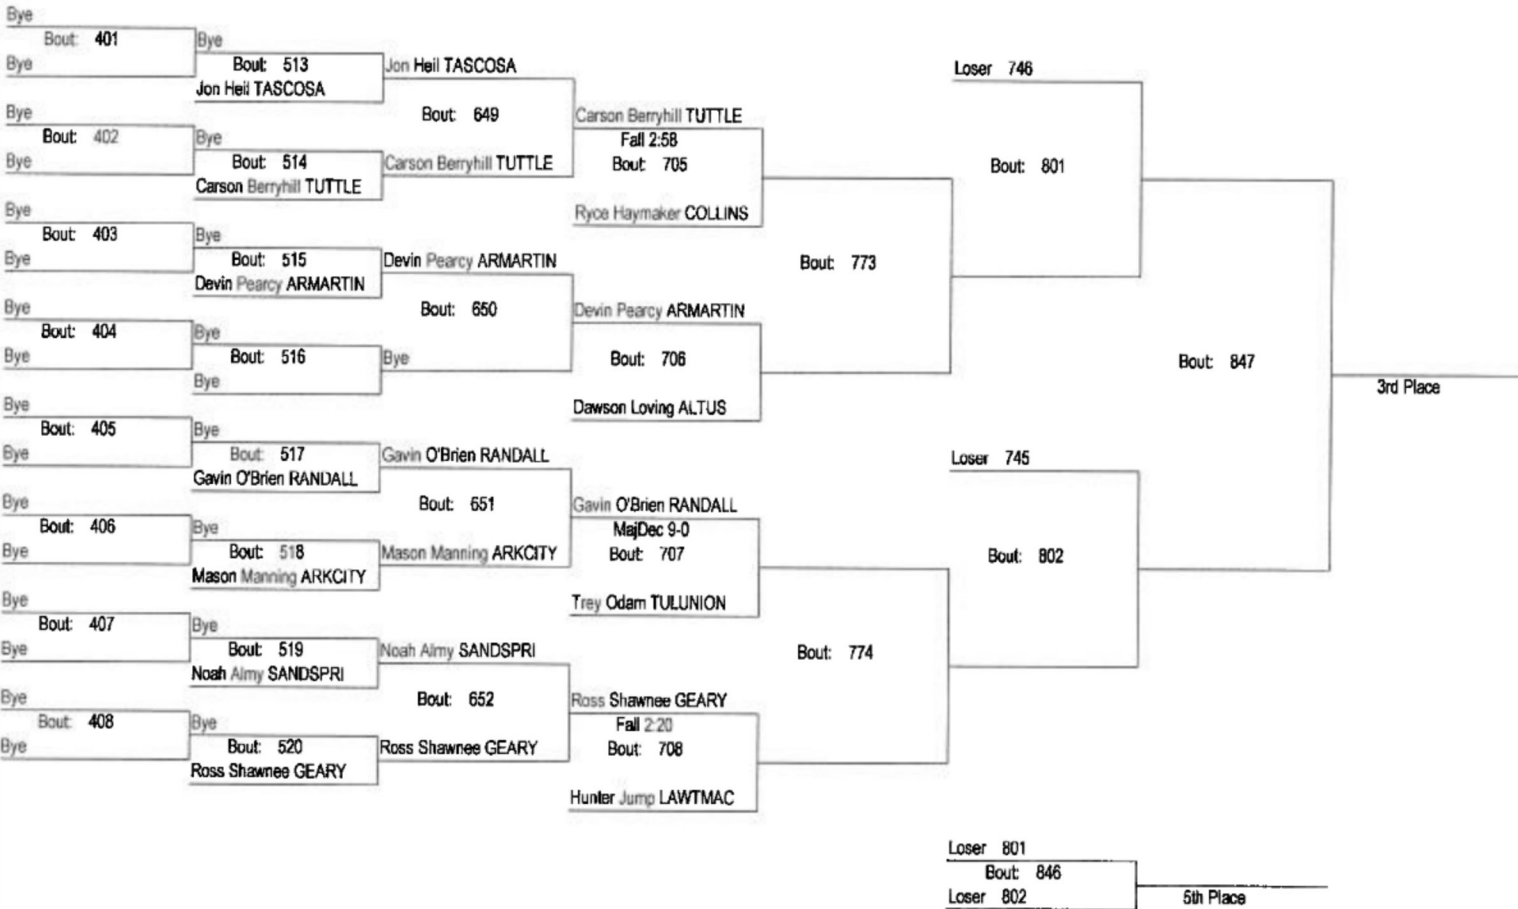 Bye
Bout: 401
Bye
Bye
Bout: 402
Bye
Bye
Bout: 403
Bye
Bye
Bout: 404
Bye
Bye
Bout: 405
Bye
Bye
Bout: 406
Bye
Bye
Bout: 407
Bye
Bye
Bout: 408
Bye
Bye
Bout: 513
Jon Heil TASCOSA
Bye
Bout: 514
Carson Berryhill TUTTLE
Bye
Bout: 515
Devin Pearcy ARMARTIN
Bye
Bout: 516
Bye
Bye
Bout: 517
Gavin O'Brien RANDALL
Bye
Bout: 518
Mason Manning ARKCITY
Bye
Bout: 519
Noah Almy SANDSPRI
Bye
Bout: 520
Ross Shawnee GEARY
Jon Heil TASCOSA
Bout: 649
Carson Berryhill TUTTLE
Devin Pearcy ARMARTIN
Bout: 650
Bye
Gavin O'Brien RANDALL
Bout: 651
Mason Manning ARKCITY
Noah Almy SANDSPRI
Bout: 652
Ross Shawnee GEARY
Carson Berryhill TUTTLE
Fall 2:58
Bout: 705
Ryce Haymaker COLLINS
Devin Pearcy ARMARTIN
Bout: 706
Dawson Loving ALTUS
Gavin O'Brien RANDALL
MajDec 9-0
Bout: 707
Trey Odam TULUNION
Ross Shawnee GEARY
Fall 2:20
Bout: 708
Hunter Jump LAWTMAC
Bout: 773
Bout: 774
Loser 746
Bout: 801
Loser 745
Bout: 802
Bout: 847
3rd Place
Loser 801
Bout: 846
Loser 802
5th Place